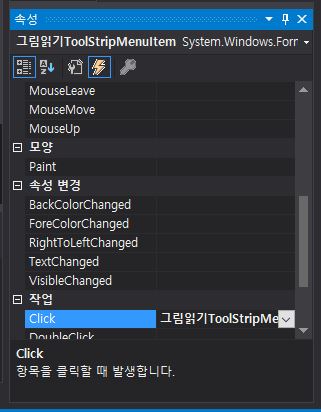 속성
그림읽기ToolStripMenuItem System.Windows.Forr
MouseLeave
MouseMove
MouseUp
모양
Paint
속성 변경
BackColorChanged
ForeColorChanged
RightToLeftChanged
TextChanged
VisibleChanged
작업
Click 그림읽기ToolStripMe
DoubleClick
Click
항목을 클릭할 때 발생합니다.